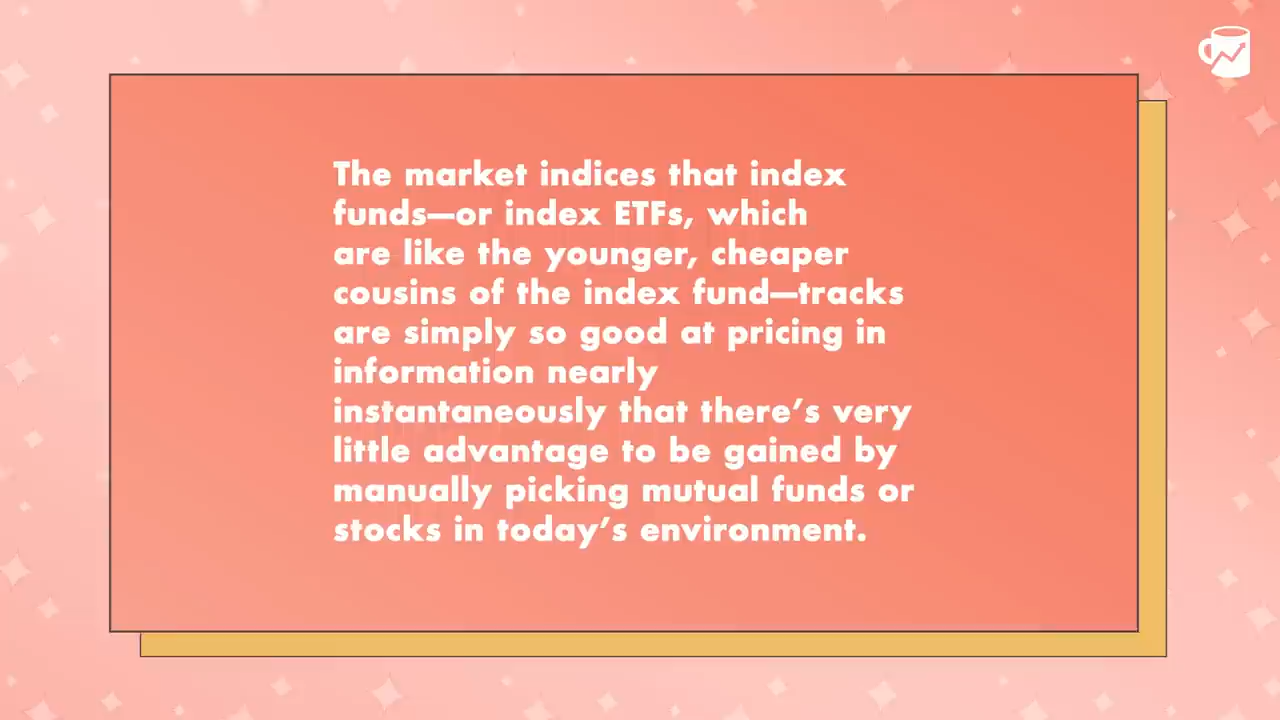 The market indices that index
funds—or index ETFs, which
are like the younger, cheaper
cousins of the index fund—tracks
are simply so good at pricing in
information nearly
instantaneously that there’s very
little advantage to be gained by
manually picking mutual funds or
stocks in today’s environment.